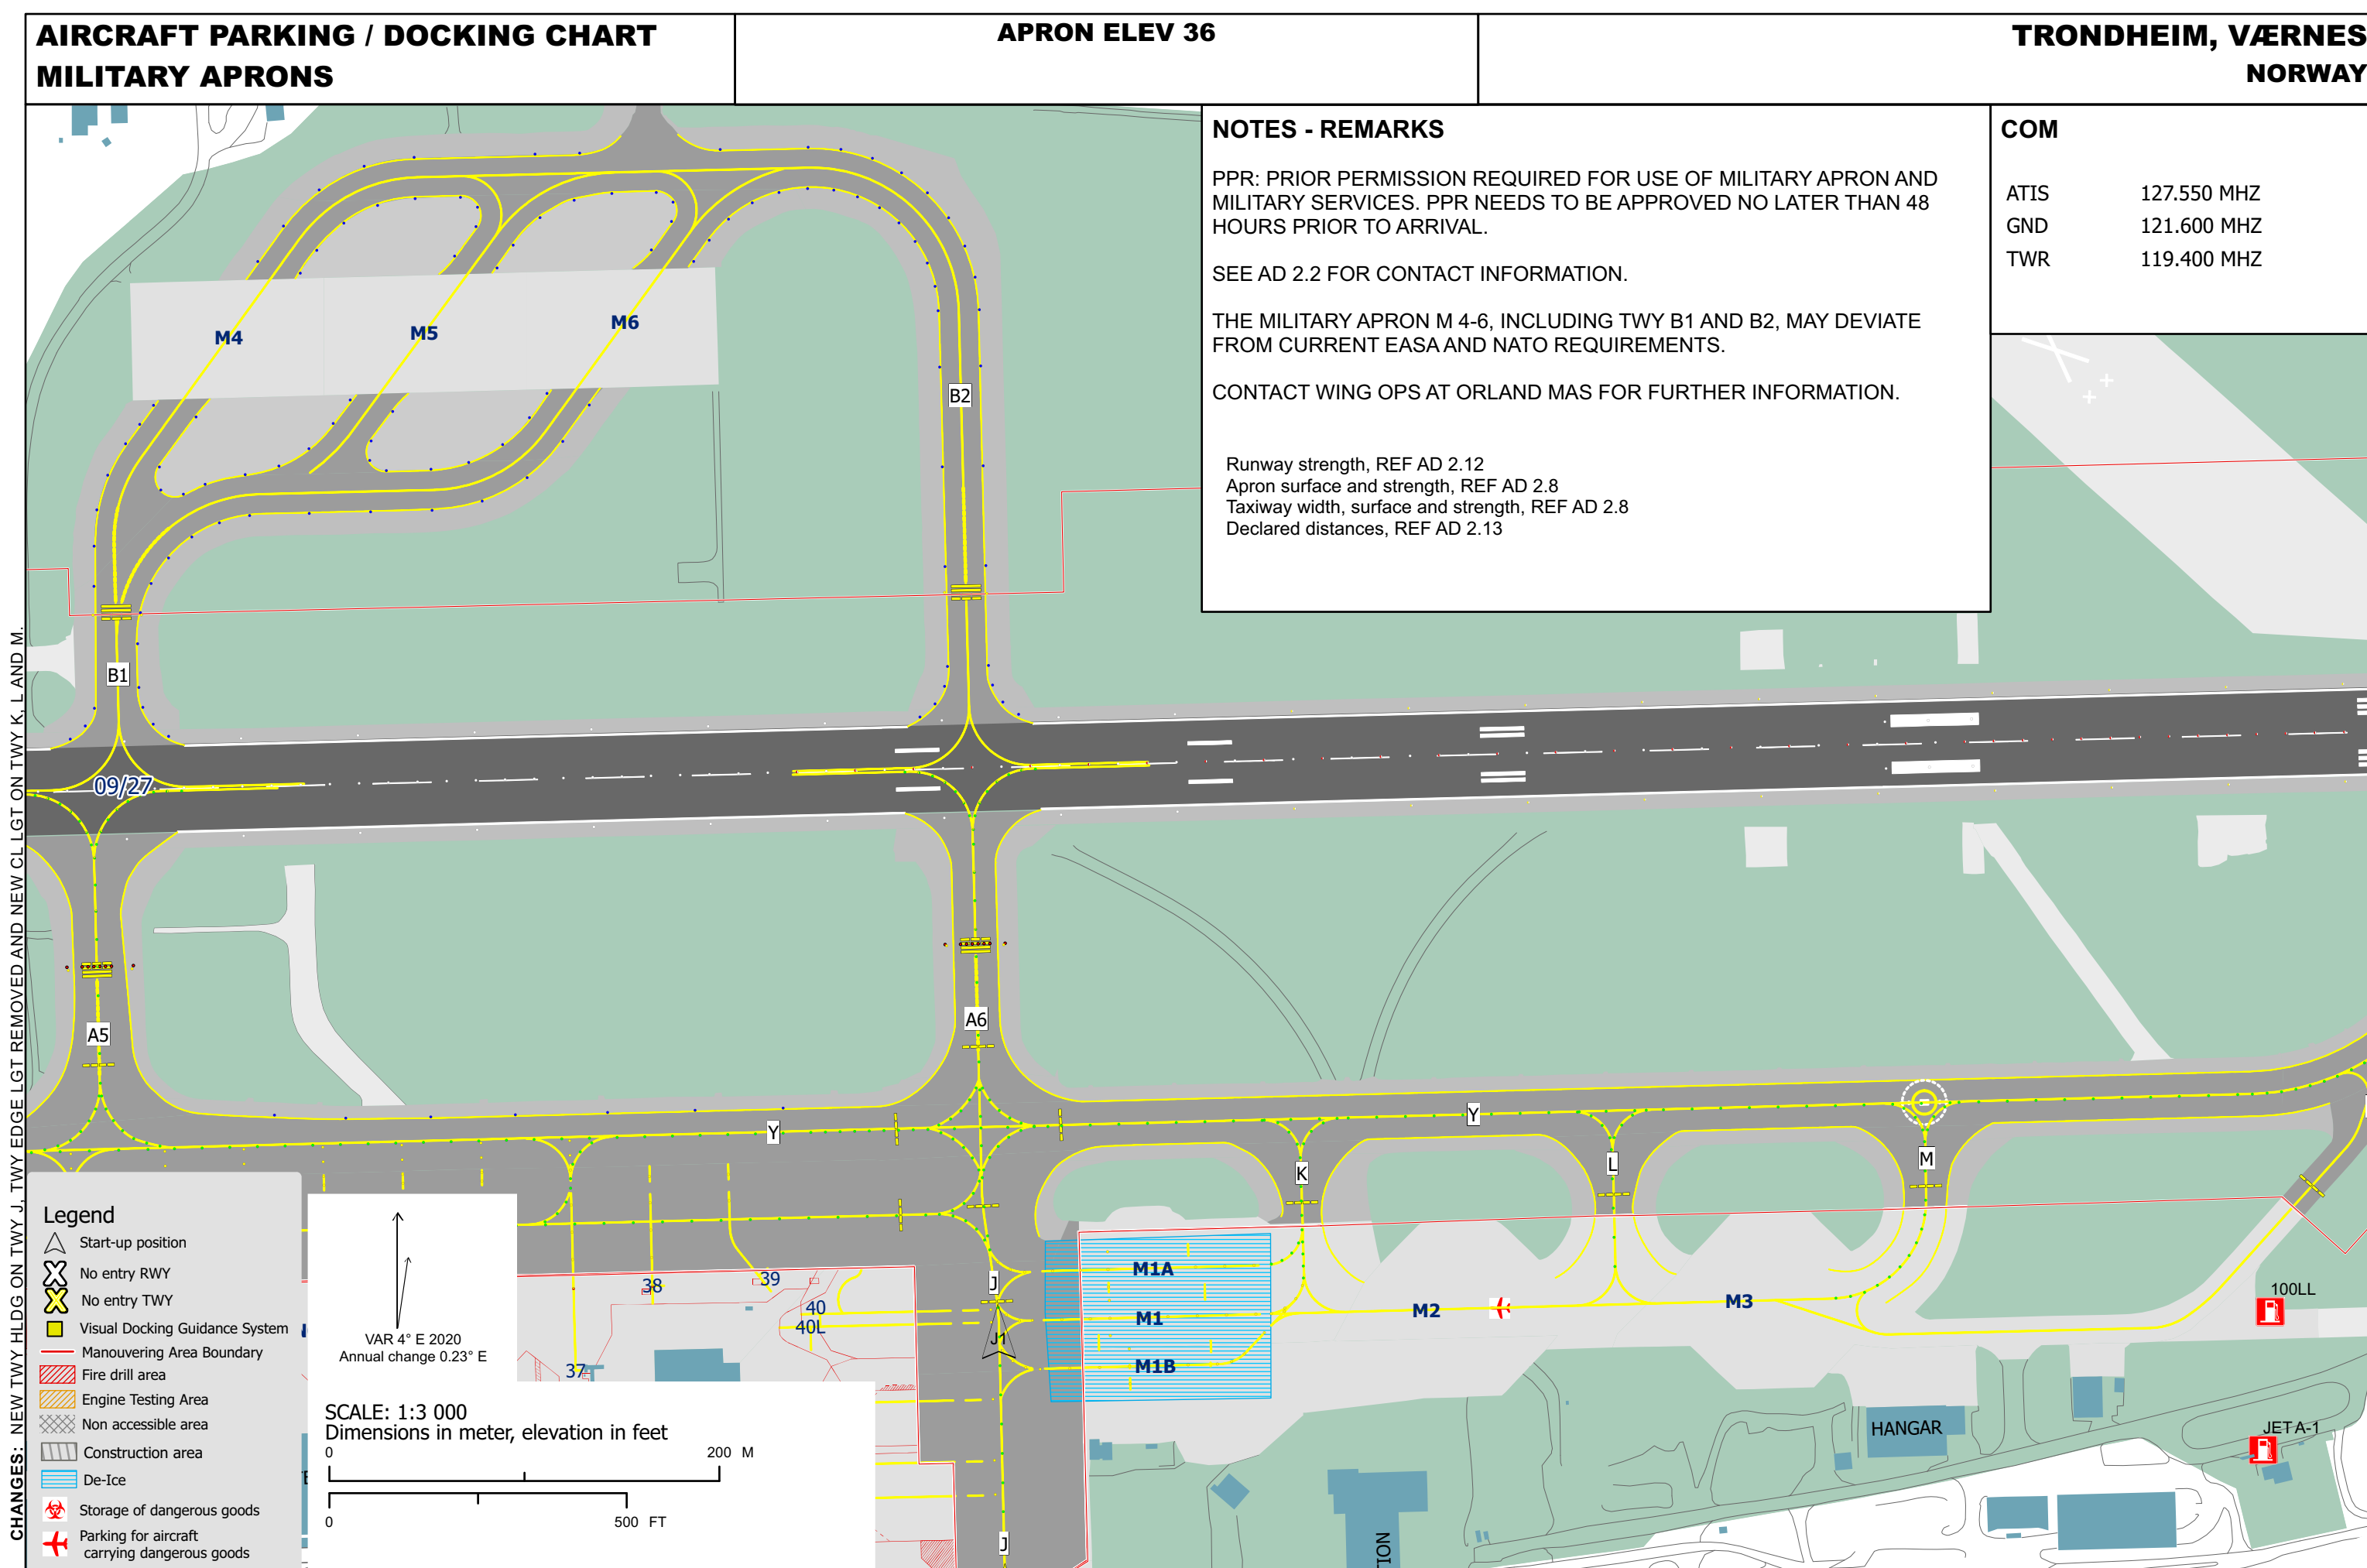 AIRCRAFT PARKING / DOCKING CHART
MILITARY APRONS
APRON ELEV 36
TRONDHEIM, VÆRNES
NORWAY
NOTES - REMARKS
PPR: PRIOR PERMISSION REQUIRED FOR USE OF MILITARY APRON AND
MILITARY SERVICES. PPR NEEDS TO BE APPROVED NO LATER THAN 48
HOURS PRIOR TO ARRIVAL.
SEE AD 2.2 FOR CONTACT INFORMATION.
THE MILITARY APRON M 4-6, INCLUDING TWY B1 AND B2, MAY DEVIATE
FROM CURRENT EASA AND NATO REQUIREMENTS.
CONTACT WING OPS AT ORLAND MAS FOR FURTHER INFORMATION.
Runway strength, REF AD 2.12
Apron surface and strength, REF AD 2.8
Taxiway width, surface and strength, REF AD 2.8
Declared distances, REF AD 2.13
COM
ATIS 127.550 MHZ
GND 121.600 MHZ
TWR 119.400 MHZ
M4
M5
M6
B2
B1
09/27
A5
A6
Y
Y
K
L
M
J
J1
J
M1A
M1
M1B
M2
M3
38
39
40
40L
37
100LL
JET A-1
HANGAR
Legend
Start-up position
No entry RWY
No entry TWY
Visual Docking Guidance System
Manouvering Area Boundary
Fire drill area
Engine Testing Area
Non accessible area
Construction area
De-Ice
Storage of dangerous goods
Parking for aircraft
carrying dangerous goods
VAR 4° E 2020
Annual change 0.23° E
SCALE: 1:3 000
Dimensions in meter, elevation in feet
0 200 M
0 500 FT
CHANGES: NEW TWY HLDG ON TWY J, TWY EDGE LGT REMOVED AND NEW CL LGT ON TWY K, L AND M.